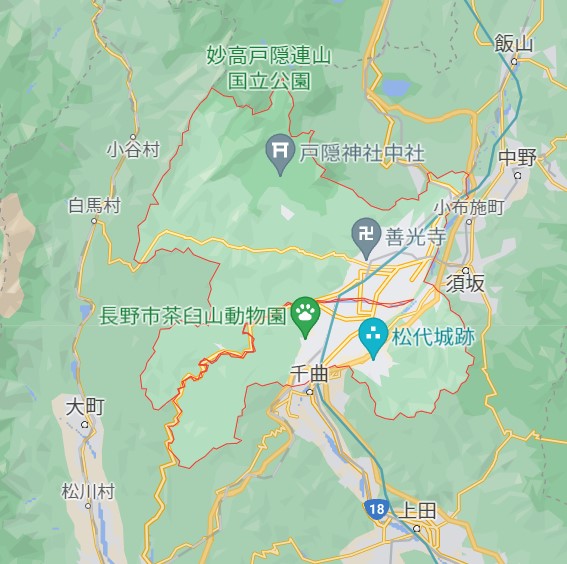 飯山
妙高戸隠連山
国立公園
小谷村
戸隠神社中社
中野
白馬村
小布施町
善光寺
須坂
長野市茶臼山動物園
松代城跡
千曲
大町
松川村
18
上田